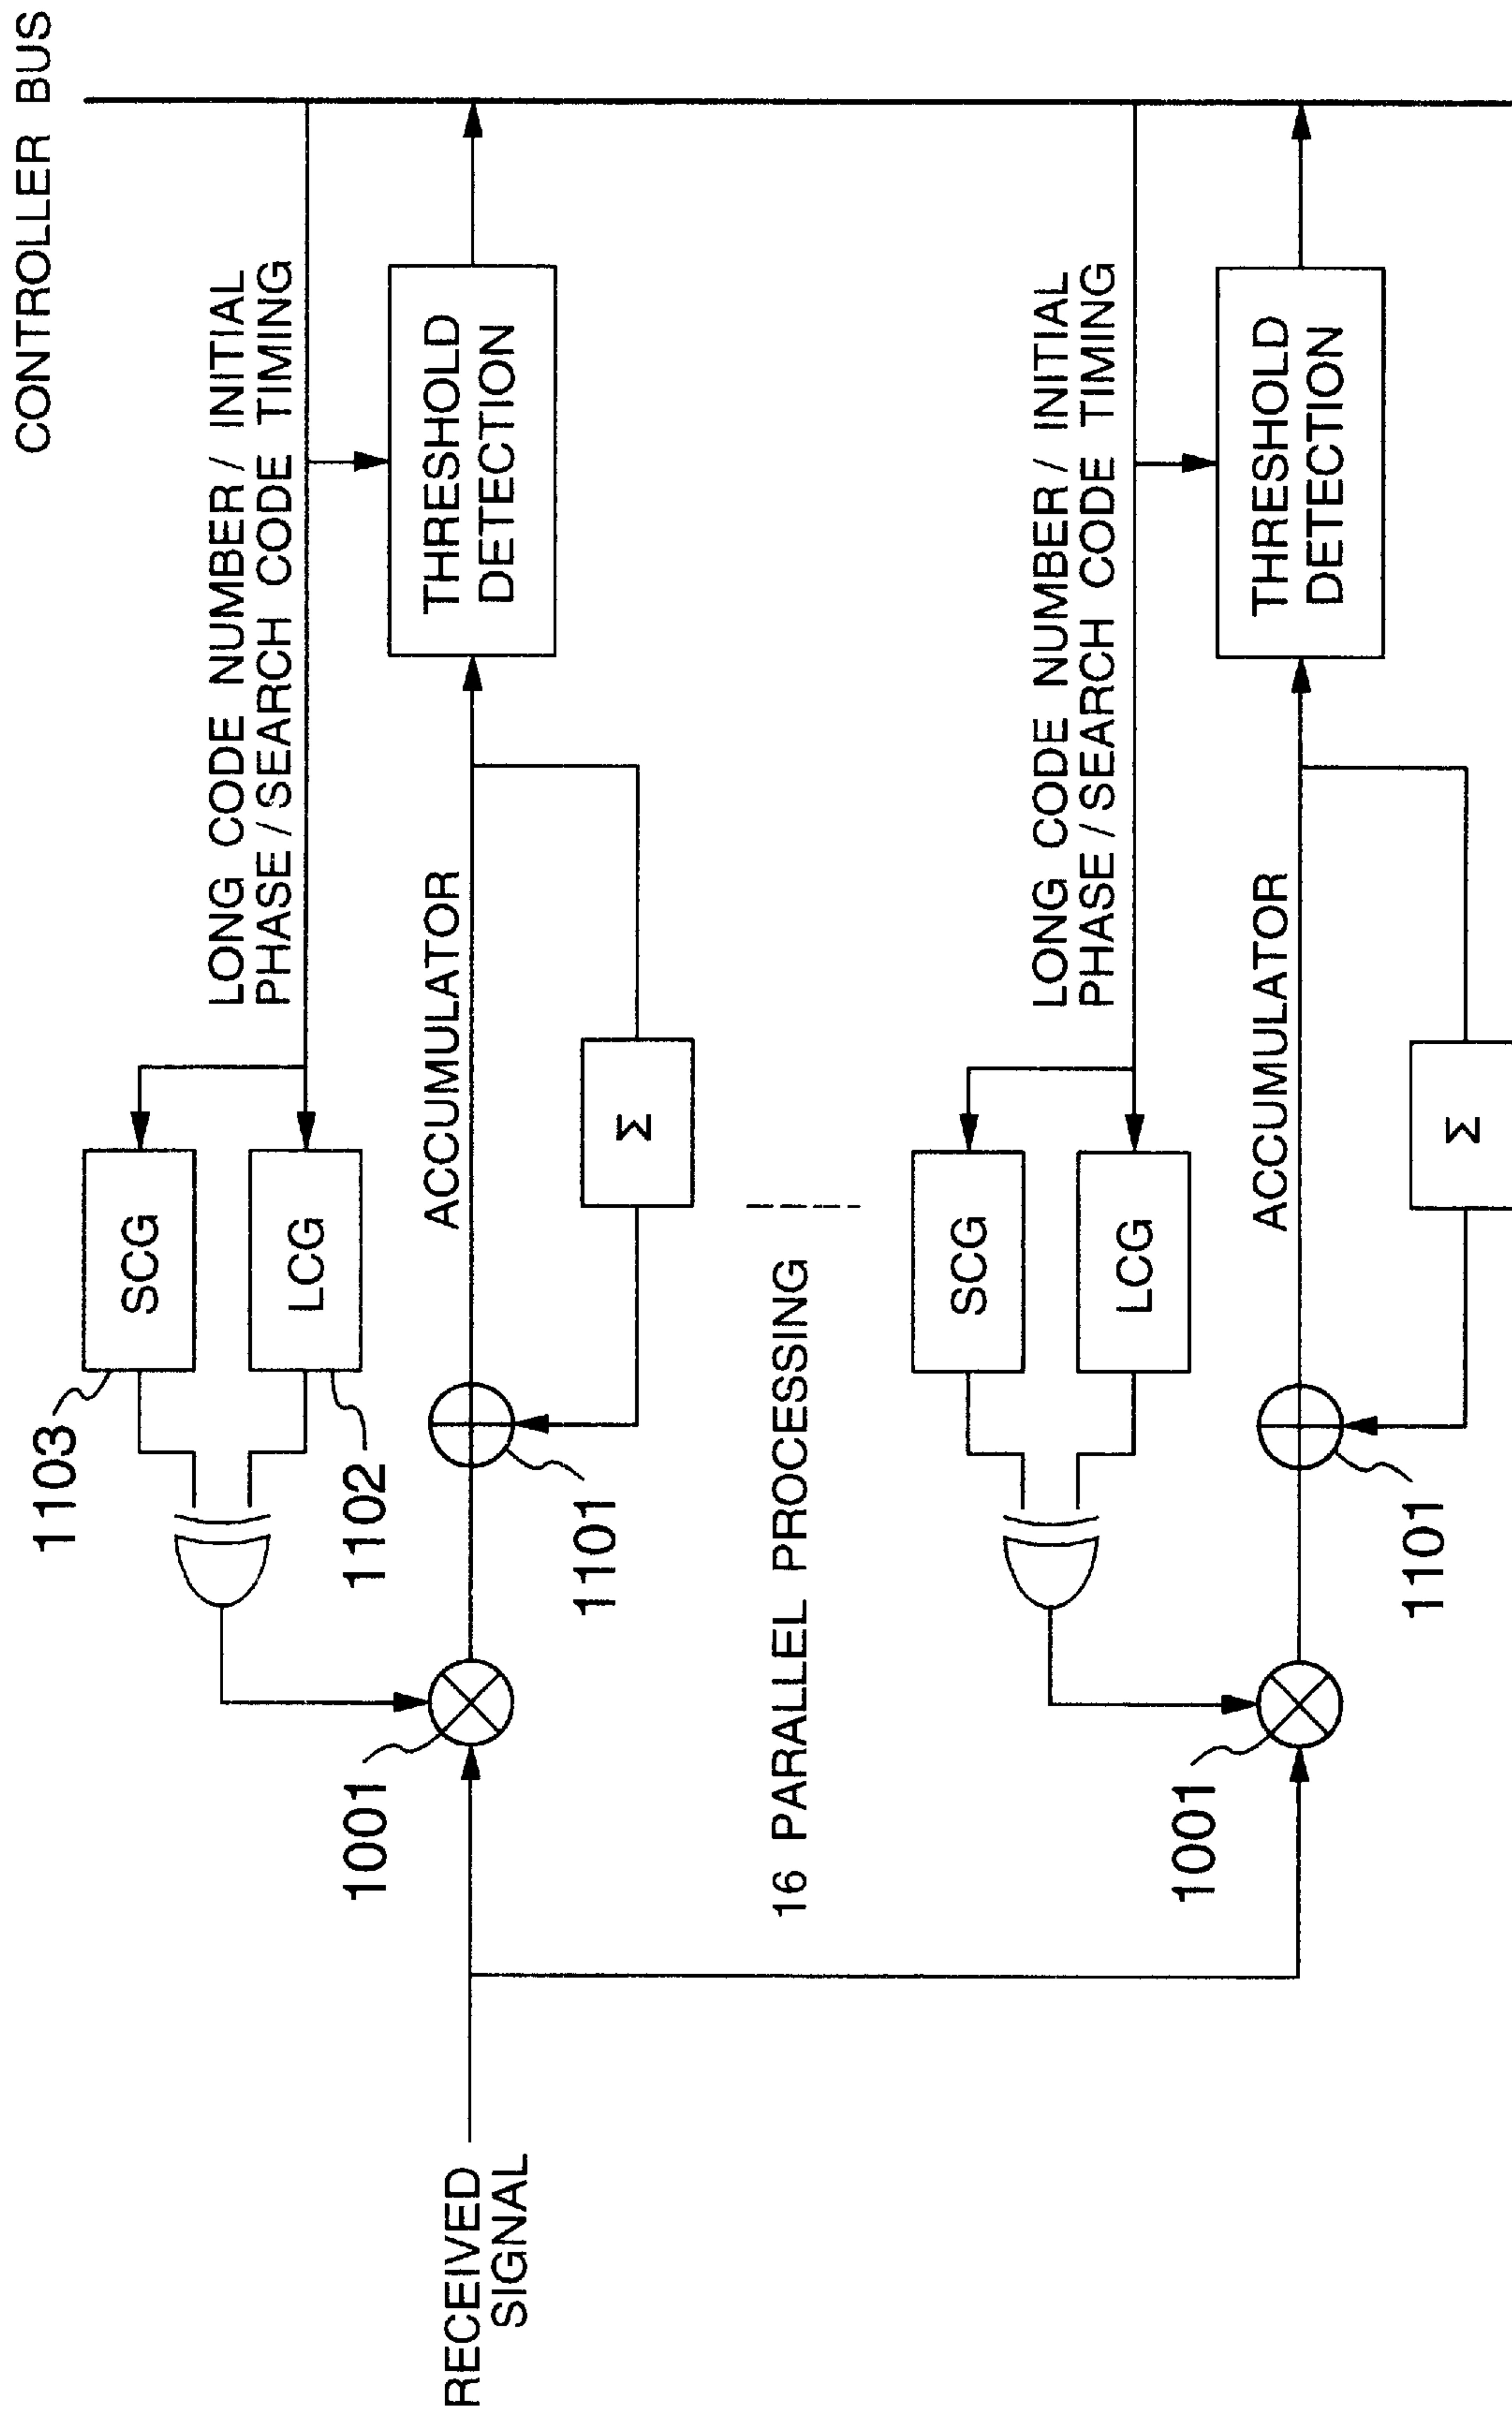 CONTROLLER BUS
LONG CODE NUMBER / INITIAL
PHASE / SEARCH CODE TIMING
1103
SCG
LCG
1102
THRESHOLD
DETECTION
ACCUMULATOR
Σ
1001
1101
RECEIVED
SIGNAL
16 PARALLEL PROCESSING
LONG CODE NUMBER / INITIAL
PHASE / SEARCH CODE TIMING
SCG
LCG
THRESHOLD
DETECTION
ACCUMULATOR
Σ
1001
1101